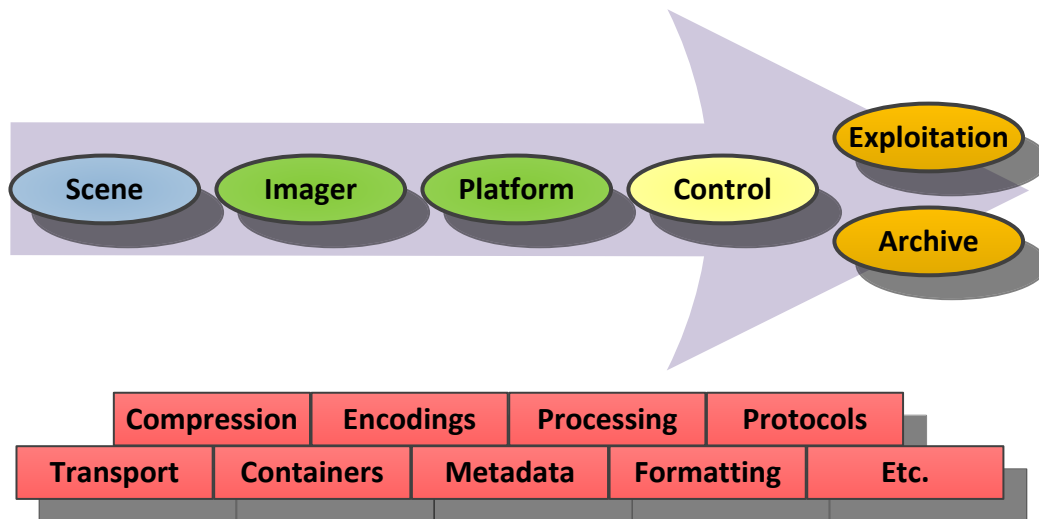 Exploitation
Scene Imager Platform Control
Archive
Compression Encodings Processing Protocols
Transport Containers Metadata Formatting Etc.